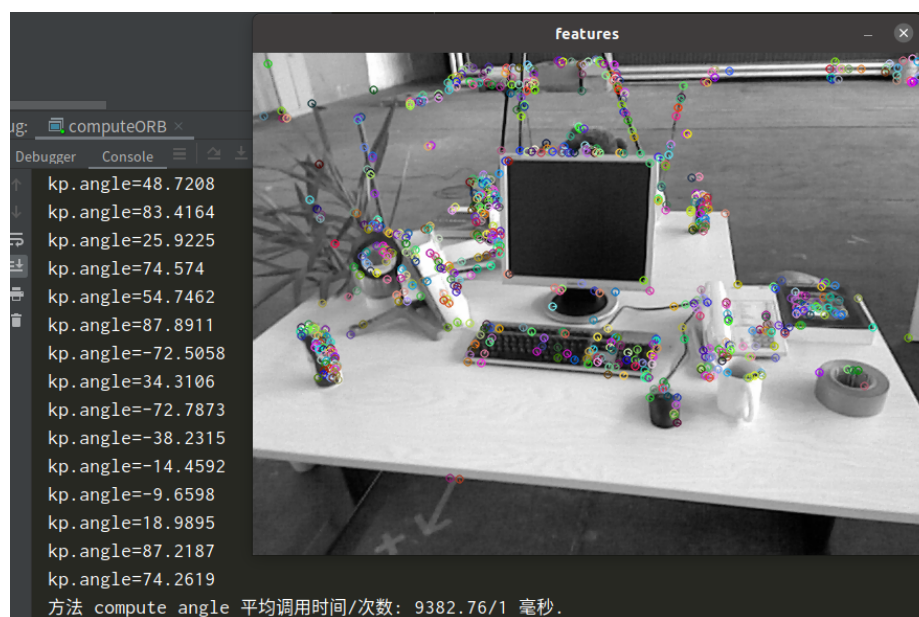 features
ug:
computeORB ×
Debugger Console
kp.angle=48.7208
kp.angle=83.4164
kp.angle=25.9225
kp.angle=74.574
kp.angle=54.7462
kp.angle=87.8911
kp.angle=-72.5058
kp.angle=34.3106
kp.angle=-72.7873
kp.angle=-38.2315
kp.angle=-14.4592
kp.angle=-9.6598
kp.angle=18.9895
kp.angle=87.2187
kp.angle=74.2619
方法 compute angle 平均调用时间/次数: 9382.76/1 毫秒.